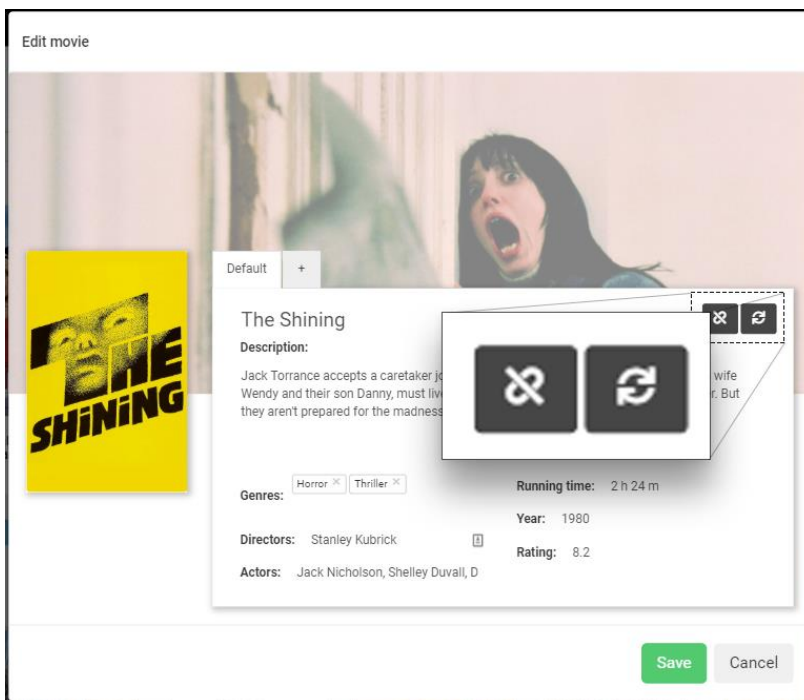 Edit movie
Default +
THE
SHiNiNG
The Shining
Description:
Jack Torrance accepts a caretaker jo wife
Wendy and their son Danny, must live r. But
they aren't prepared for the madness
Genres: Horror × Thriller ×
Running time: 2 h 24 m
Year: 1980
Directors: Stanley Kubrick
Rating: 8.2
Actors: Jack Nicholson, Shelley Duvall, D
Save Cancel